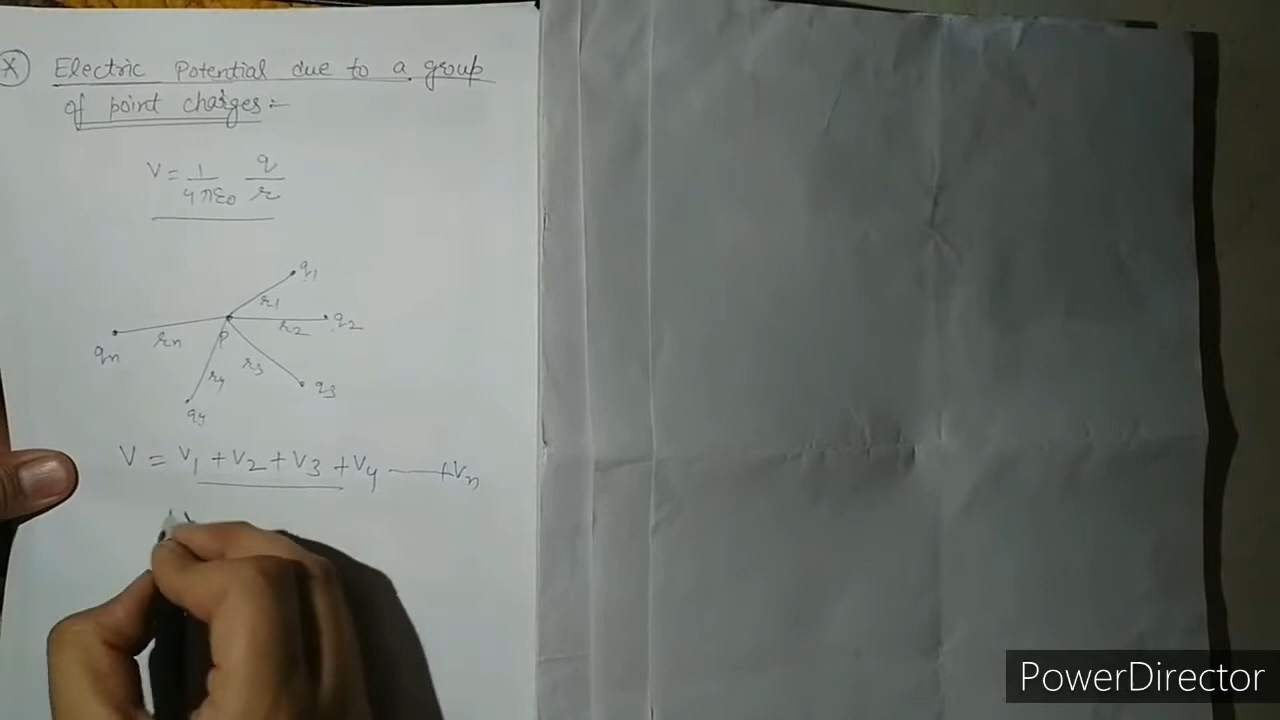 * Electric Potential due to a group
of point charges :-
V = 1/4πε0 q/r
q1
r1
r2 q2
rn P
qn
r3
r4 q3
q4
V = V1 + V2 + V3 + V4 —— + Vn
PowerDirector